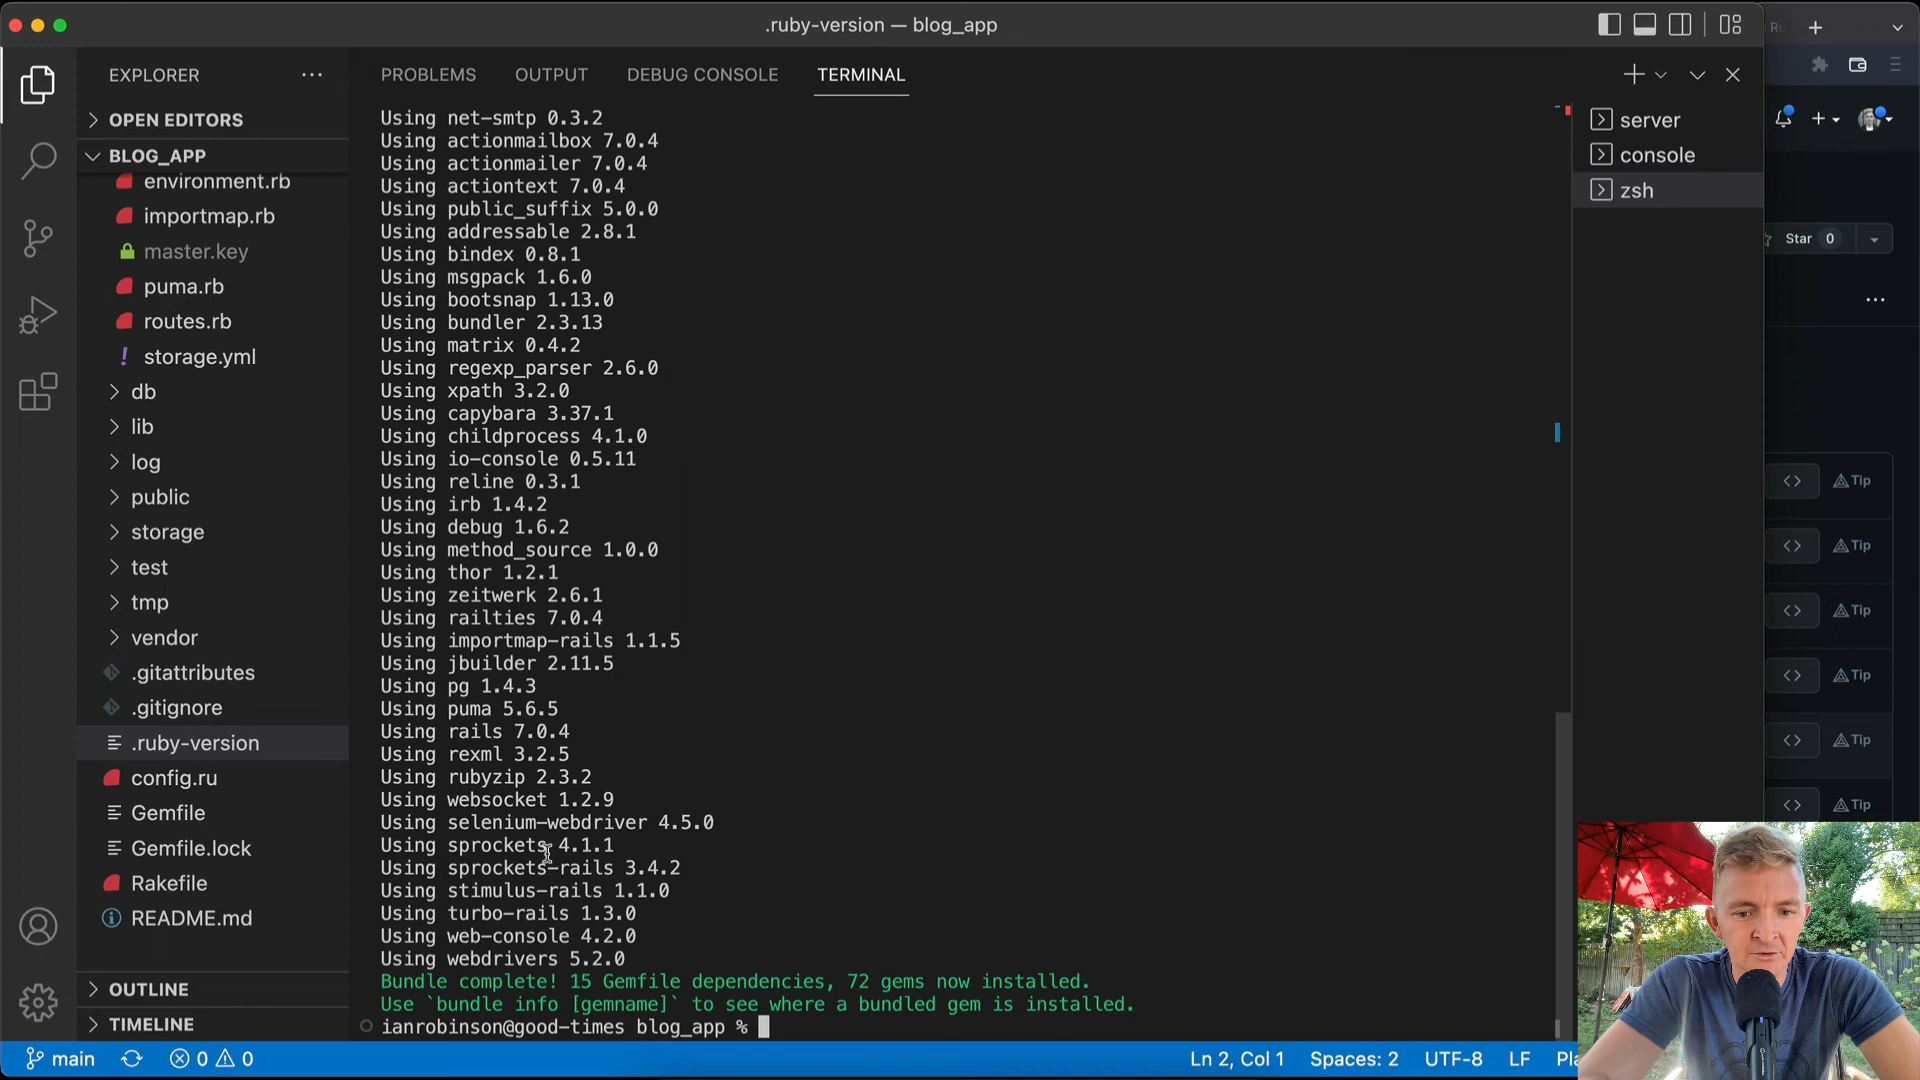 .ruby-version — blog_app
EXPLORER
OPEN EDITORS
BLOG_APP
environment.rb
importmap.rb
master.key
puma.rb
routes.rb
! storage.yml
db
lib
log
public
storage
test
tmp
vendor
.gitattributes
.gitignore
.ruby-version
config.ru
Gemfile
Gemfile.lock
Rakefile
README.md
OUTLINE
TIMELINE
PROBLEMS OUTPUT DEBUG CONSOLE TERMINAL
Using net-smtp 0.3.2
Using actionmailbox 7.0.4
Using actionmailer 7.0.4
Using actiontext 7.0.4
Using public_suffix 5.0.0
Using addressable 2.8.1
Using bindex 0.8.1
Using msgpack 1.6.0
Using bootsnap 1.13.0
Using bundler 2.3.13
Using matrix 0.4.2
Using regexp_parser 2.6.0
Using xpath 3.2.0
Using capybara 3.37.1
Using childprocess 4.1.0
Using io-console 0.5.11
Using reline 0.3.1
Using irb 1.4.2
Using debug 1.6.2
Using method_source 1.0.0
Using thor 1.2.1
Using zeitwerk 2.6.1
Using railties 7.0.4
Using importmap-rails 1.1.5
Using jbuilder 2.11.5
Using pg 1.4.3
Using puma 5.6.5
Using rails 7.0.4
Using rexml 3.2.5
Using rubyzip 2.3.2
Using websocket 1.2.9
Using selenium-webdriver 4.5.0
Using sprockets 4.1.1
Using sprockets-rails 3.4.2
Using stimulus-rails 1.1.0
Using turbo-rails 1.3.0
Using web-console 4.2.0
Using webdrivers 5.2.0
Bundle complete! 15 Gemfile dependencies, 72 gems now installed.
Use `bundle info [gemname]` to see where a bundled gem is installed.
ianrobinson@good-times blog_app %
server
console
zsh
Star 0
Tip
Tip
Tip
Tip
Tip
Tip
main 0 0 Ln 2, Col 1 Spaces: 2 UTF-8 LF